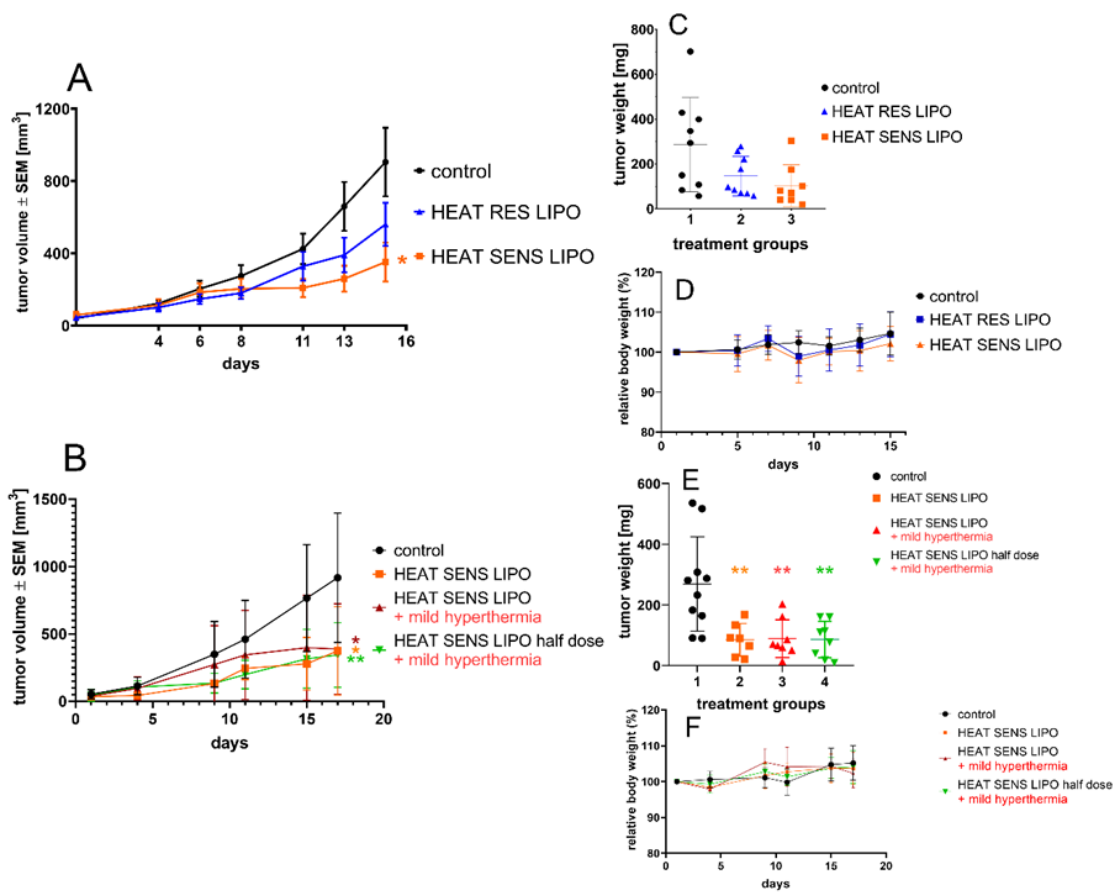 A
tumor volume ± SEM [mm³]
1200
800
400
0
4 6 8 11 13 16
days
control
HEAT RES LIPO
HEAT SENS LIPO
*
B
tumor volume ± SEM [mm³]
1500
1000
500
0
0 5 10 15 20
days
control
HEAT SENS LIPO
HEAT SENS LIPO
+ mild hyperthermia
HEAT SENS LIPO half dose
+ mild hyperthermia
*
*
**
C
tumor weight [mg]
800
600
400
200
0
1 2 3
treatment groups
control
HEAT RES LIPO
HEAT SENS LIPO
D
relative body weight (%)
120
110
100
90
80
0 5 10 15
days
control
HEAT RES LIPO
HEAT SENS LIPO
E
tumor weight [mg]
600
400
200
0
** ** **
1 2 3 4
treatment groups
control
HEAT SENS LIPO
HEAT SENS LIPO
+ mild hyperthermia
HEAT SENS LIPO half dose
+ mild hyperthermia
F
relative body weight (%)
120
110
100
90
80
0 5 10 15 20
days
control
HEAT SENS LIPO
HEAT SENS LIPO
+ mild hyperthermia
HEAT SENS LIPO half dose
+ mild hyperthermia